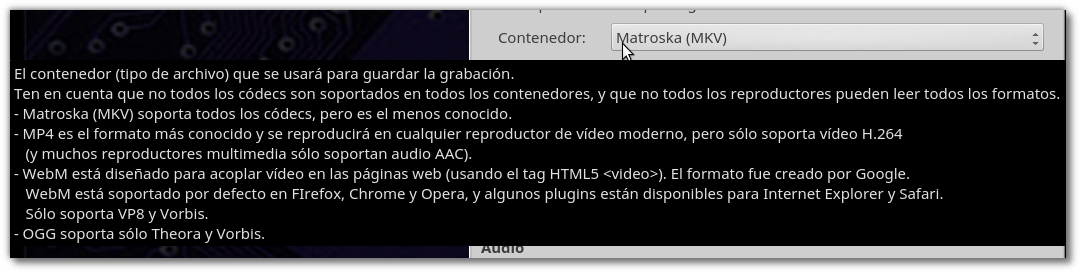 Contenedor:
Matroska (MKV)
El contenedor (tipo de archivo) que se usará para guardar la grabación.
Ten en cuenta que no todos los códecs son soportados en todos los contenedores, y que no todos los reproductores pueden leer todos los formatos.
- Matroska (MKV) soporta todos los códecs, pero es el menos conocido.
- MP4 es el formato más conocido y se reproducirá en cualquier reproductor de vídeo moderno, pero sólo soporta vídeo H.264
(y muchos reproductores multimedia sólo soportan audio AAC).
- WebM está diseñado para acoplar vídeo en las páginas web (usando el tag HTML5 <video>). El formato fue creado por Google.
WebM está soportado por defecto en FIrefox, Chrome y Opera, y algunos plugins están disponibles para Internet Explorer y Safari.
Sólo soporta VP8 y Vorbis.
- OGG soporta sólo Theora y Vorbis.
Audio